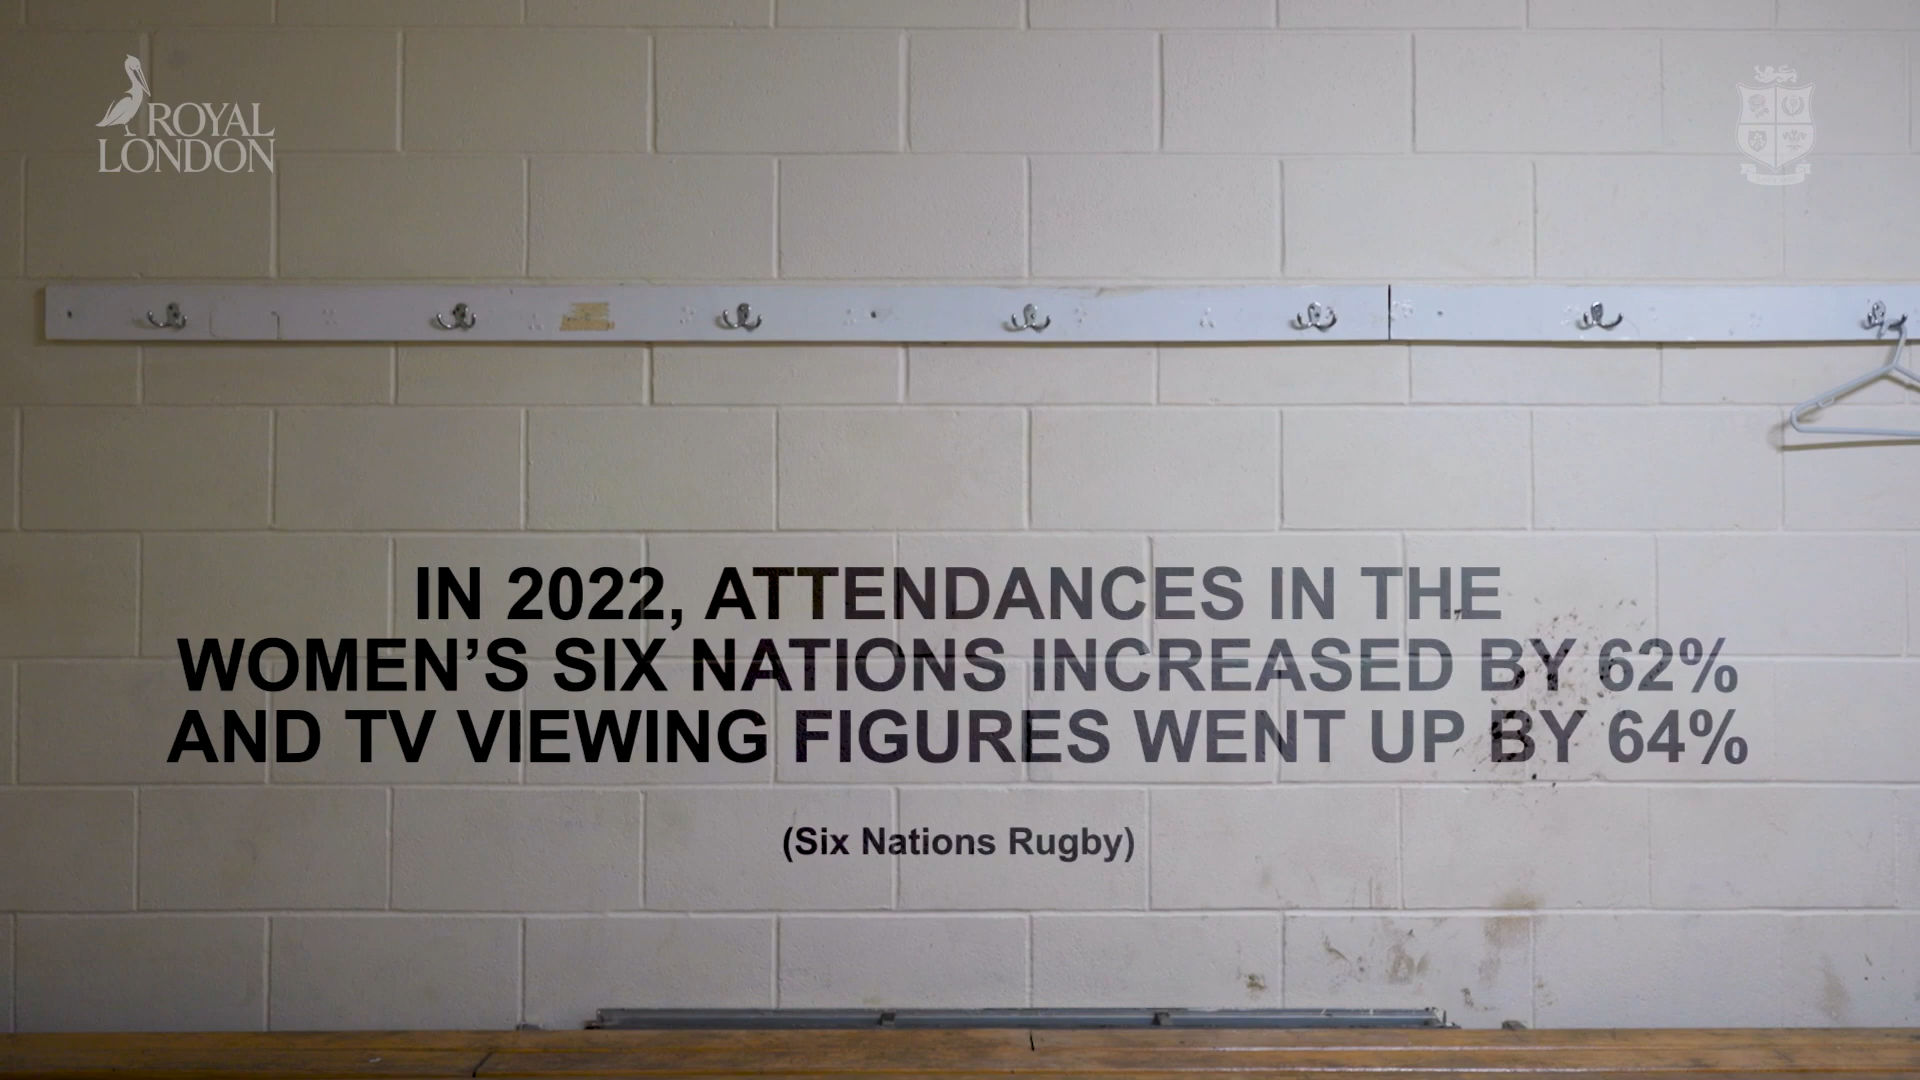 ROYAL
LONDON
IN 2022, ATTENDANCES IN THE
WOMEN’S SIX NATIONS INCREASED BY 62%
AND TV VIEWING FIGURES WENT UP BY 64%
(Six Nations Rugby)